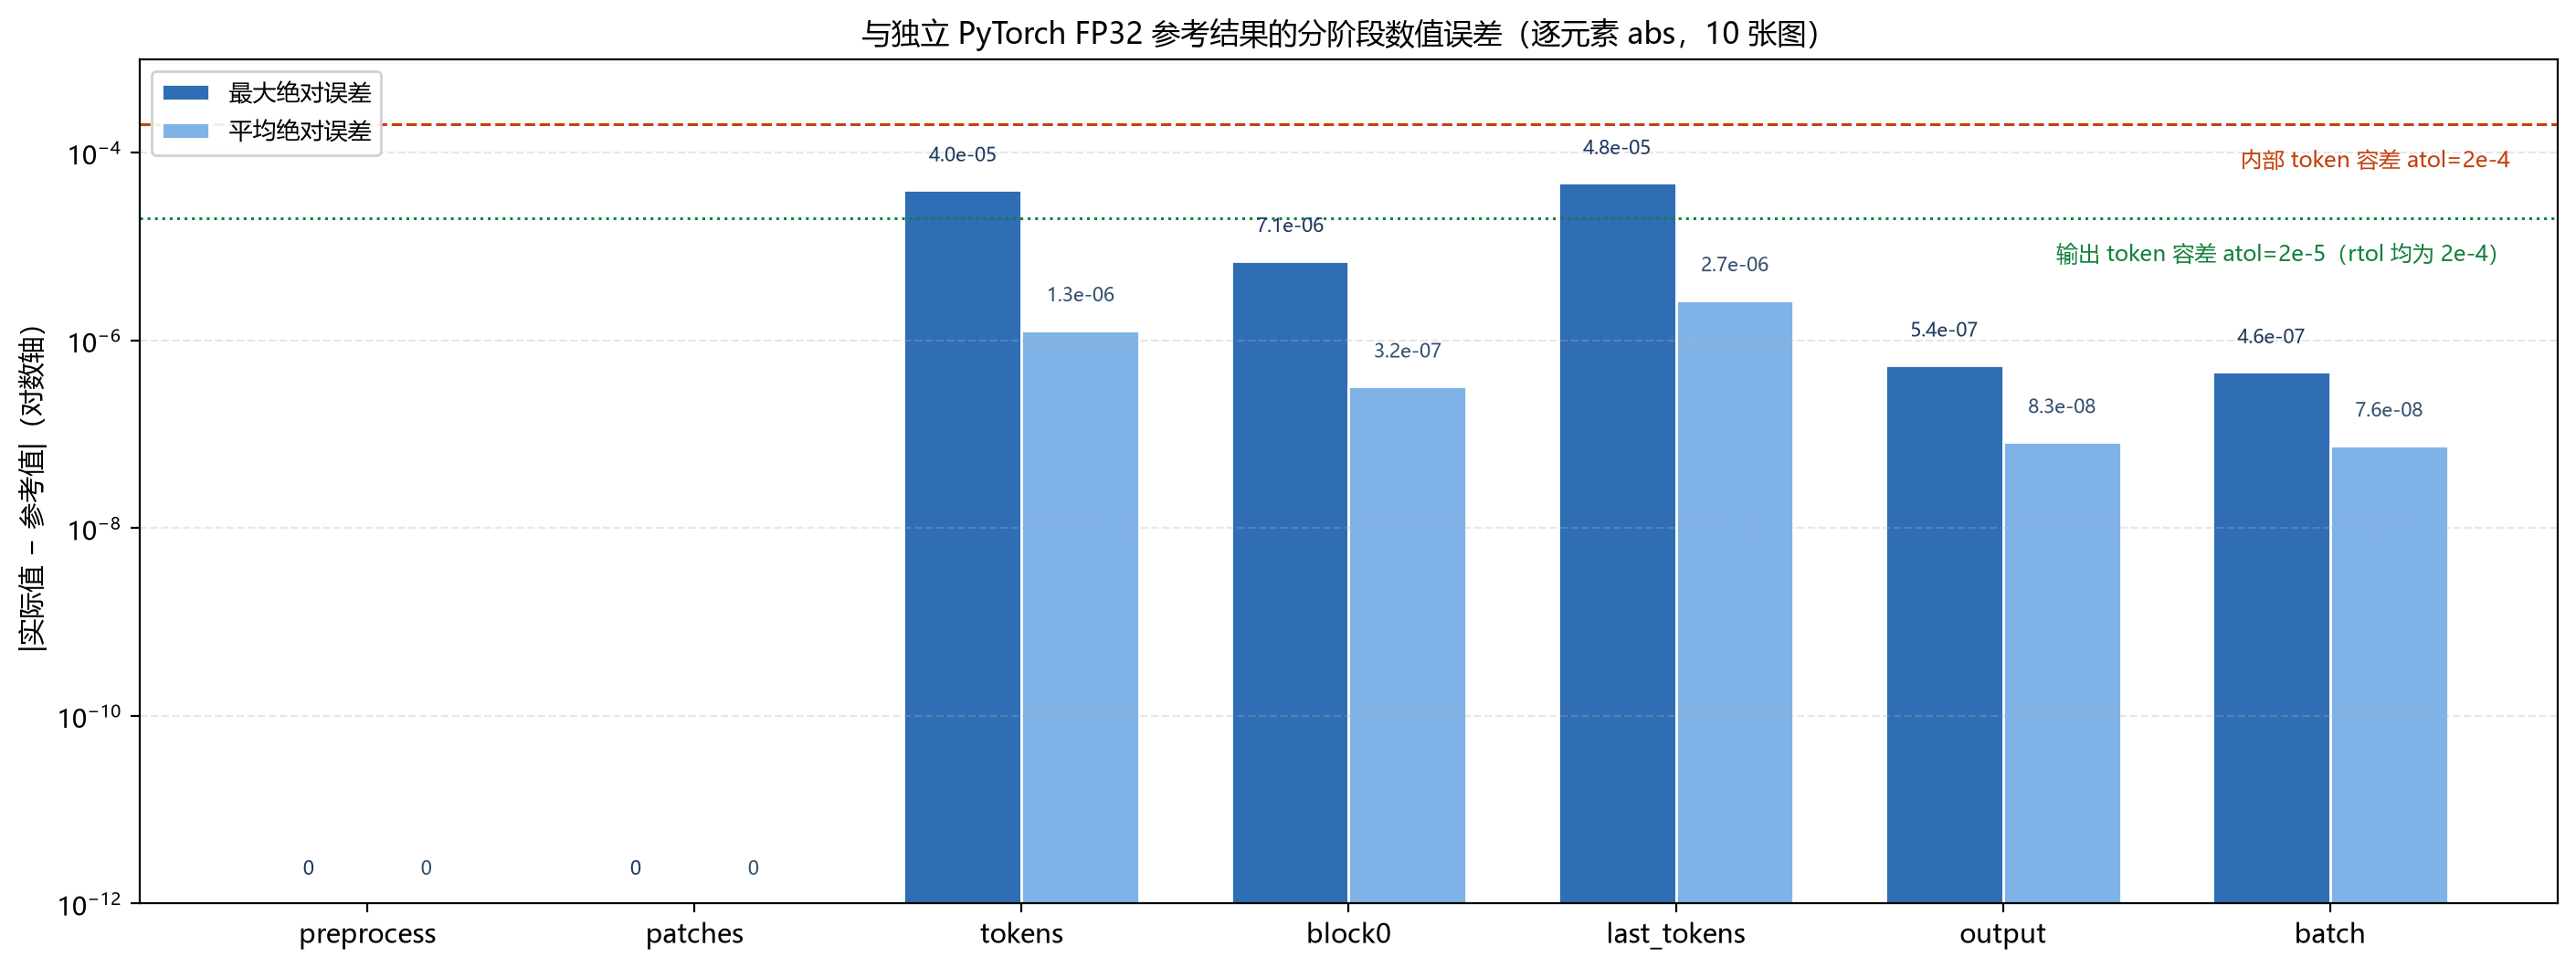 与独立 PyTorch FP32 参考结果的分阶段数值误差（逐元素 abs，10 张图）
最大绝对误差
平均绝对误差
|实际值 − 参考值|（对数轴）
10⁻⁴
10⁻⁶
10⁻⁸
10⁻¹⁰
10⁻¹²
内部 token 容差 atol=2e-4
输出 token 容差 atol=2e-5（rtol 均为 2e-4）
0
0
0
0
4.0e-05
1.3e-06
7.1e-06
3.2e-07
4.8e-05
2.7e-06
5.4e-07
8.3e-08
4.6e-07
7.6e-08
preprocess
patches
tokens
block0
last_tokens
output
batch